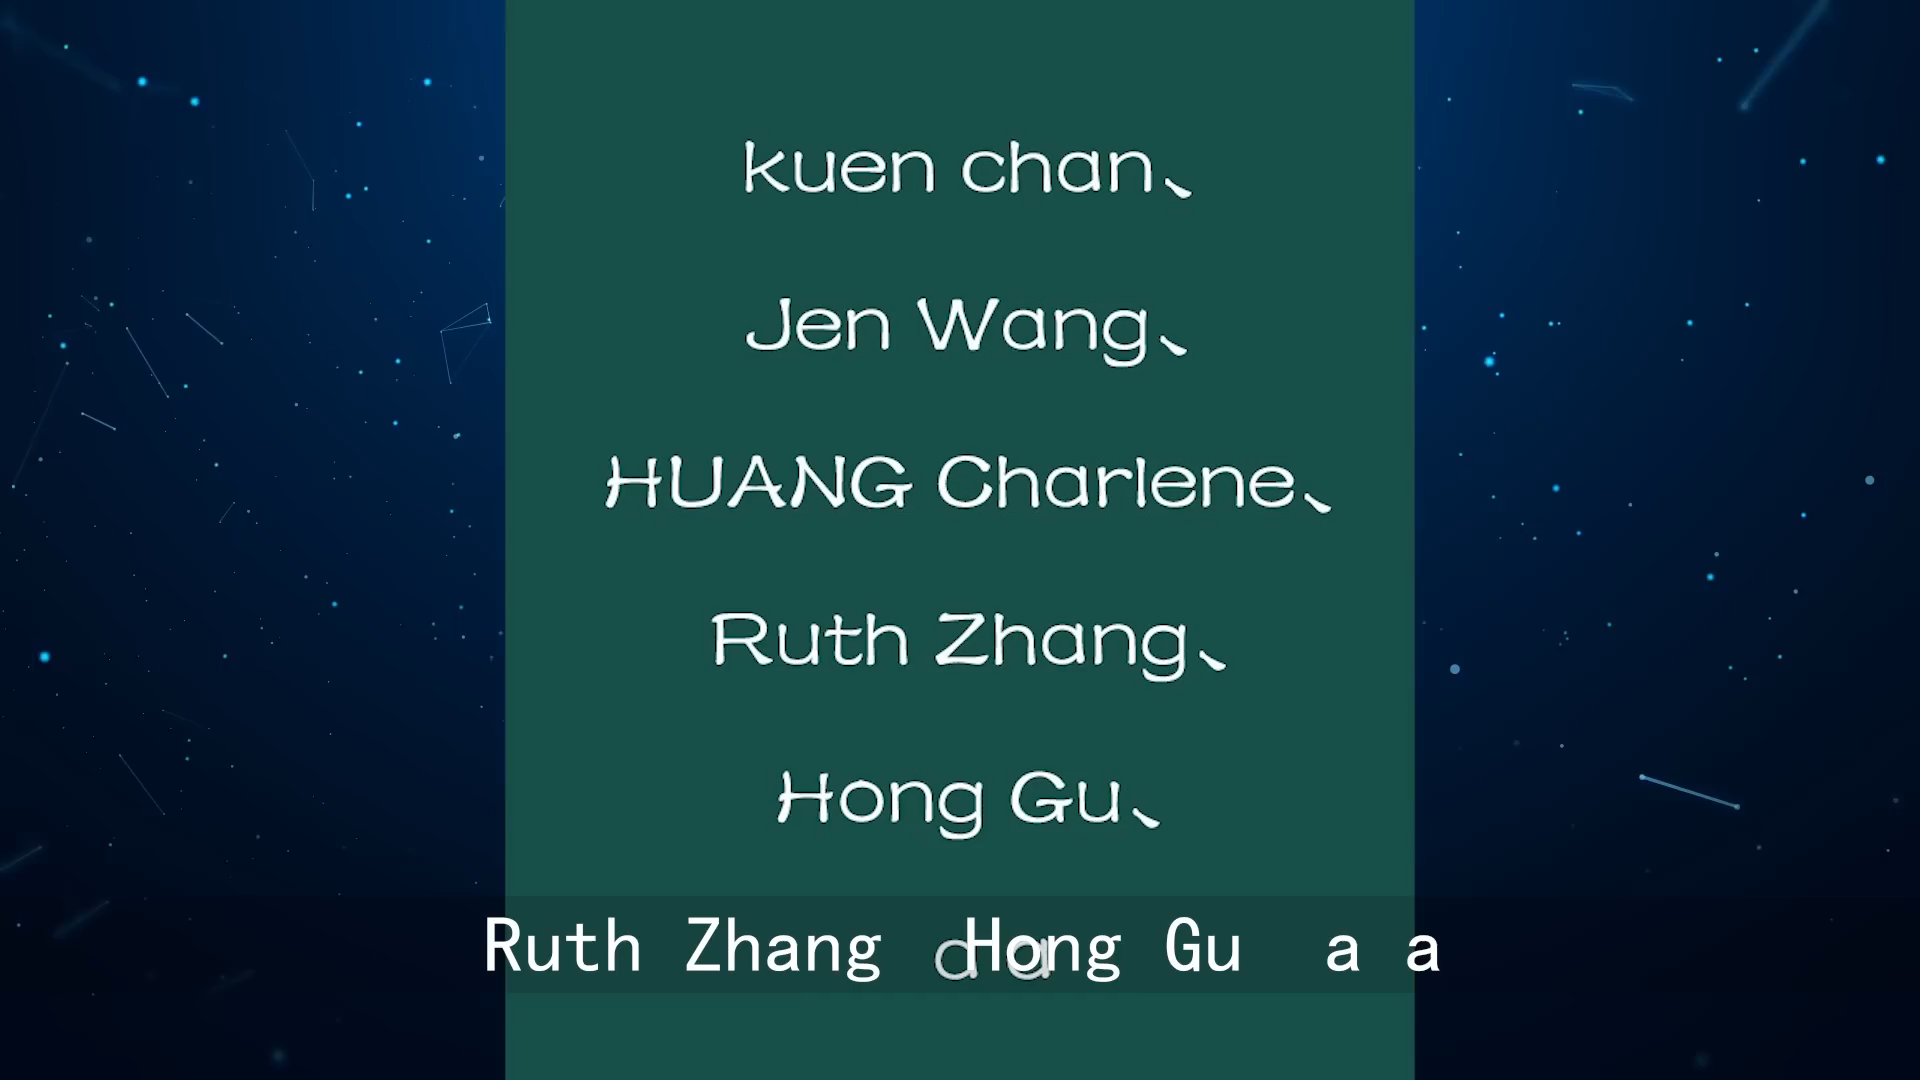 kuen chan、
Jen Wang、
HUANG Charlene、
Ruth Zhang、
Hong Gu、
a a
Ruth Zhang  Hong Gu  a a